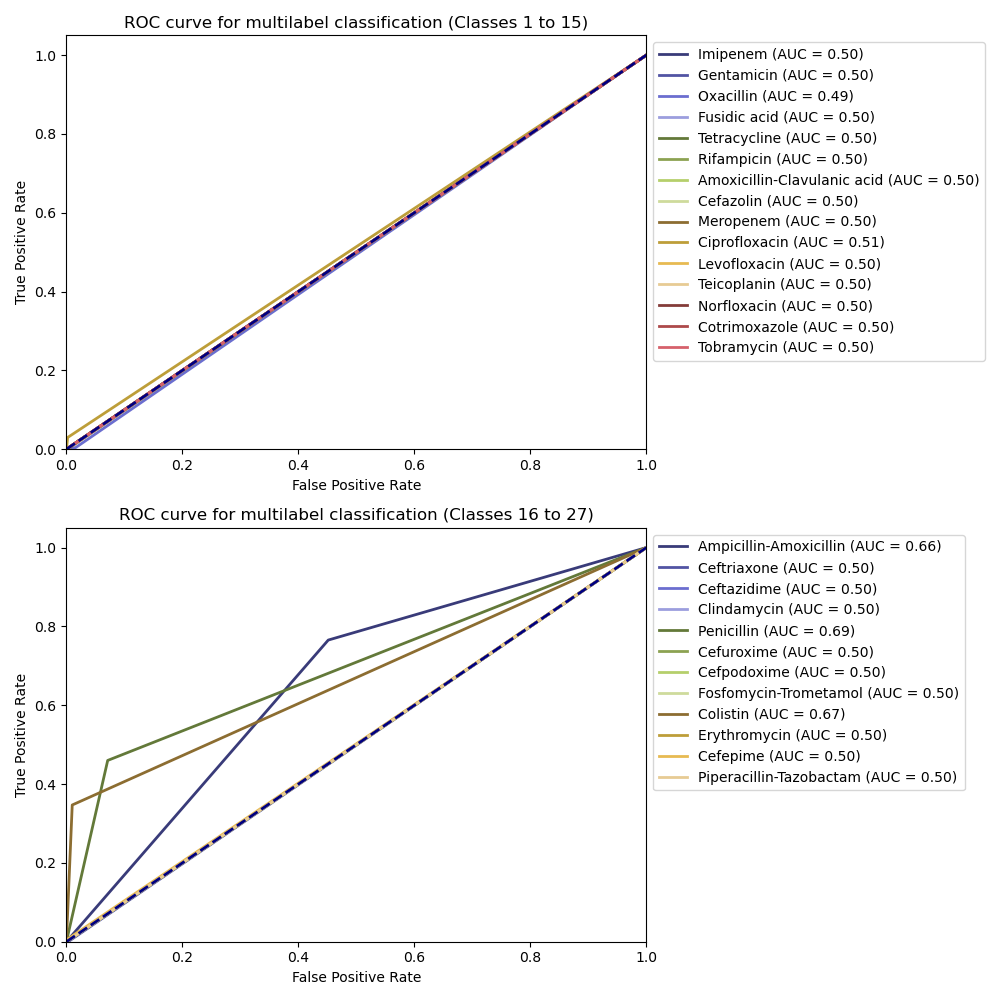 ROC curve for multilabel classification (Classes 1 to 15)
True Positive Rate
1.0
0.8
0.6
0.4
0.2
0.0
0.0 0.2 0.4 0.6 0.8 1.0
False Positive Rate
Imipenem (AUC = 0.50)
Gentamicin (AUC = 0.50)
Oxacillin (AUC = 0.49)
Fusidic acid (AUC = 0.50)
Tetracycline (AUC = 0.50)
Rifampicin (AUC = 0.50)
Amoxicillin-Clavulanic acid (AUC = 0.50)
Cefazolin (AUC = 0.50)
Meropenem (AUC = 0.50)
Ciprofloxacin (AUC = 0.51)
Levofloxacin (AUC = 0.50)
Teicoplanin (AUC = 0.50)
Norfloxacin (AUC = 0.50)
Cotrimoxazole (AUC = 0.50)
Tobramycin (AUC = 0.50)
ROC curve for multilabel classification (Classes 16 to 27)
True Positive Rate
1.0
0.8
0.6
0.4
0.2
0.0
0.0 0.2 0.4 0.6 0.8 1.0
False Positive Rate
Ampicillin-Amoxicillin (AUC = 0.66)
Ceftriaxone (AUC = 0.50)
Ceftazidime (AUC = 0.50)
Clindamycin (AUC = 0.50)
Penicillin (AUC = 0.69)
Cefuroxime (AUC = 0.50)
Cefpodoxime (AUC = 0.50)
Fosfomycin-Trometamol (AUC = 0.50)
Colistin (AUC = 0.67)
Erythromycin (AUC = 0.50)
Cefepime (AUC = 0.50)
Piperacillin-Tazobactam (AUC = 0.50)